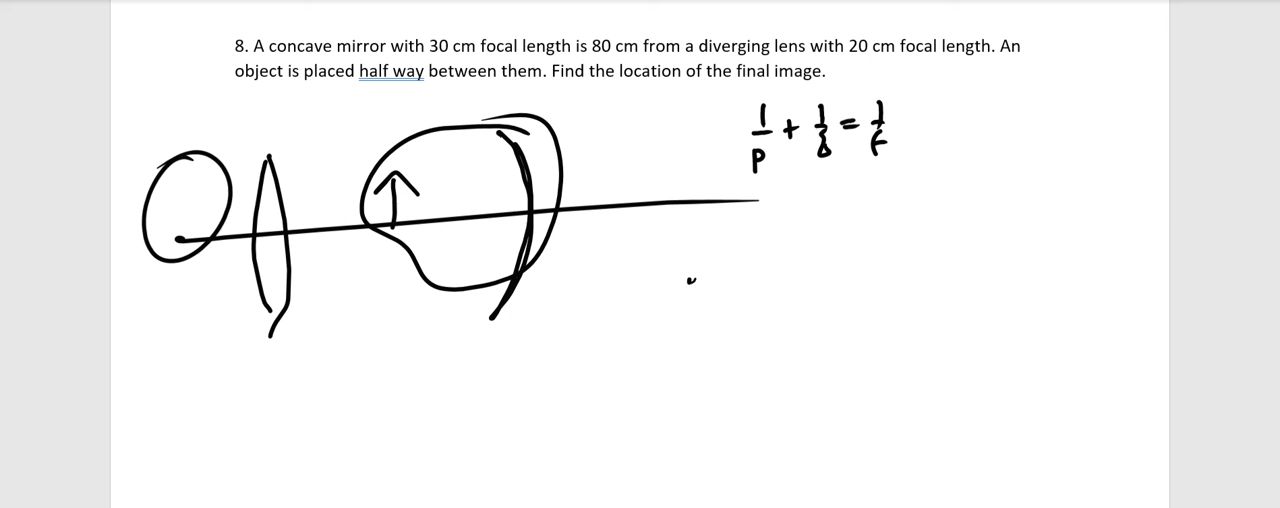 8. A concave mirror with 30 cm focal length is 80 cm from a diverging lens with 20 cm focal length. An
object is placed half way between them. Find the location of the final image.
1/p + 1/ = 1/f